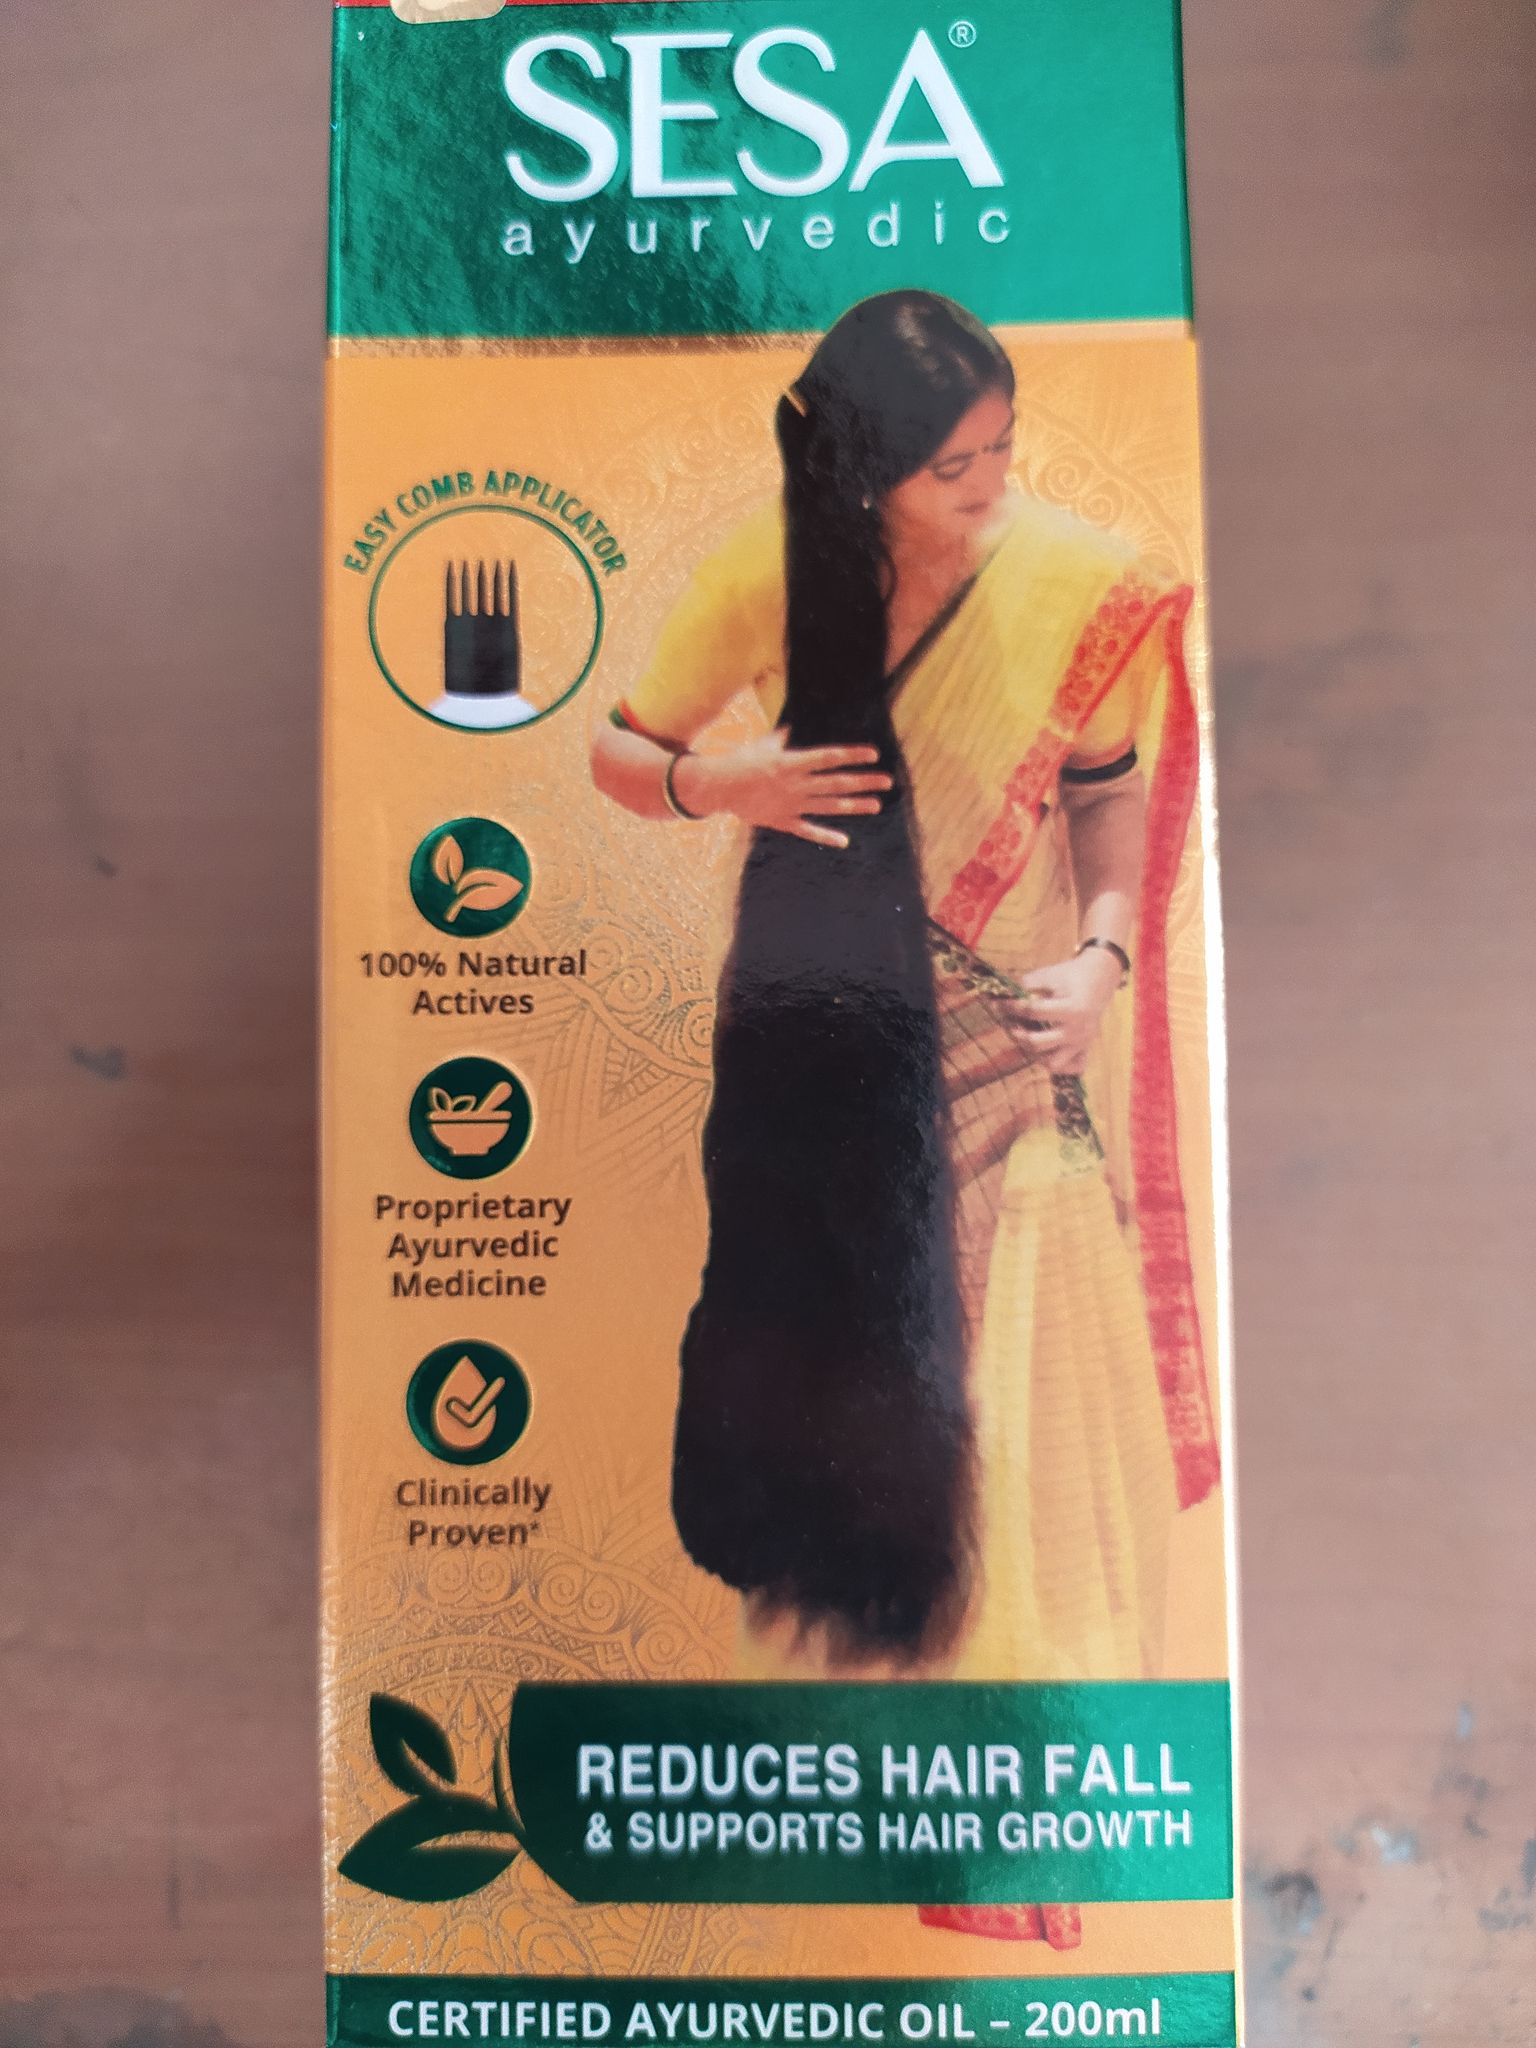 SESA®
ayurvedic
EASY COMB APPLICATOR
100% Natural
Actives
Proprietary
Ayurvedic
Medicine
Clinically
Proven*
REDUCES HAIR FALL
& SUPPORTS HAIR GROWTH
CERTIFIED AYURVEDIC OIL – 200ml